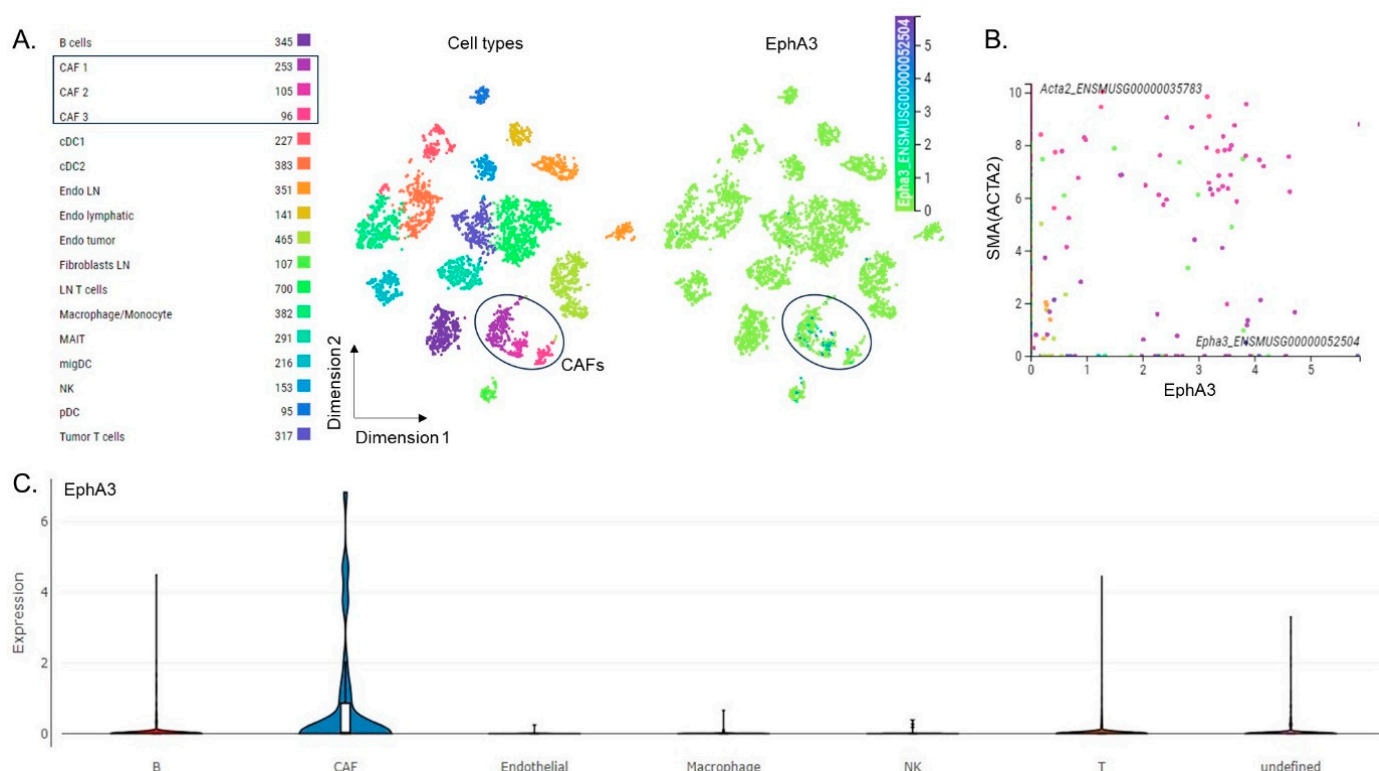 A.
B cells 345
CAF 1 253
CAF 2 105
CAF 3 96
cDC1 227
cDC2 383
Endo LN 351
Endo lymphatic 141
Endo tumor 465
Fibroblasts LN 107
LN T cells 700
Macrophage/Monocyte 382
MAIT 291
migDC 216
NK 153
pDC 95
Tumor T cells 317
Cell types
CAFs
Dimension 2
Dimension 1
EphA3
Epha3_ENSMUSG00000052504
5
4
3
2
1
0
B.
SMA(ACTA2)
10
8
6
4
2
0
Acta2_ENSMUSG00000035783
Epha3_ENSMUSG00000052504
0 1 2 3 4 5
EphA3
C.
EphA3
Expression
6
4
2
0
B CAF Endothelial Macrophage NK T undefined